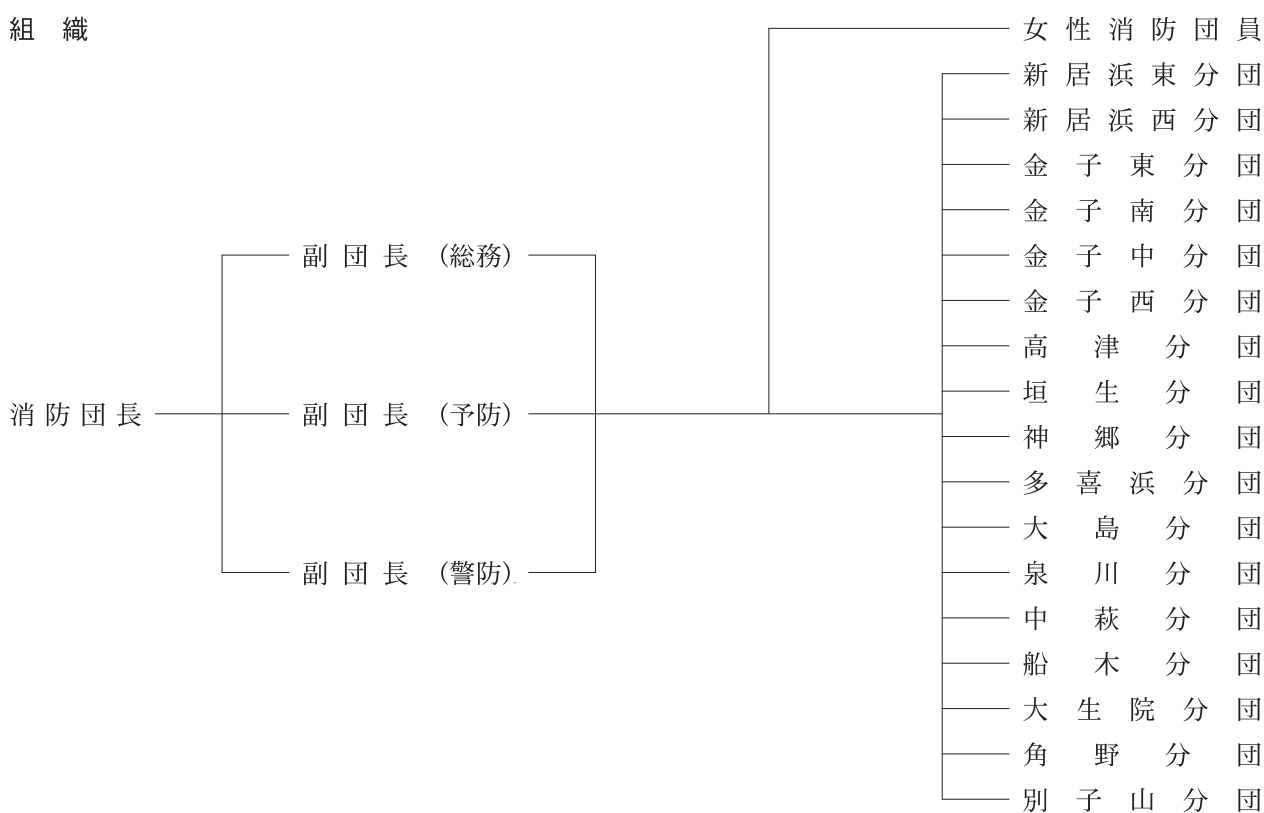 組織
女性消防団員
新居浜東分団
新居浜西分団
金子東分団
金子南分団
副団長(総務)
金子中分団
金子西分団
高津分団
垣生分団
消防団長
副団長(予防)
神郷分団
多喜浜分団
大島分団
副団長(警防)
泉川分団
中萩分団
船木分団
大生院分団
角野分団
別子山分団